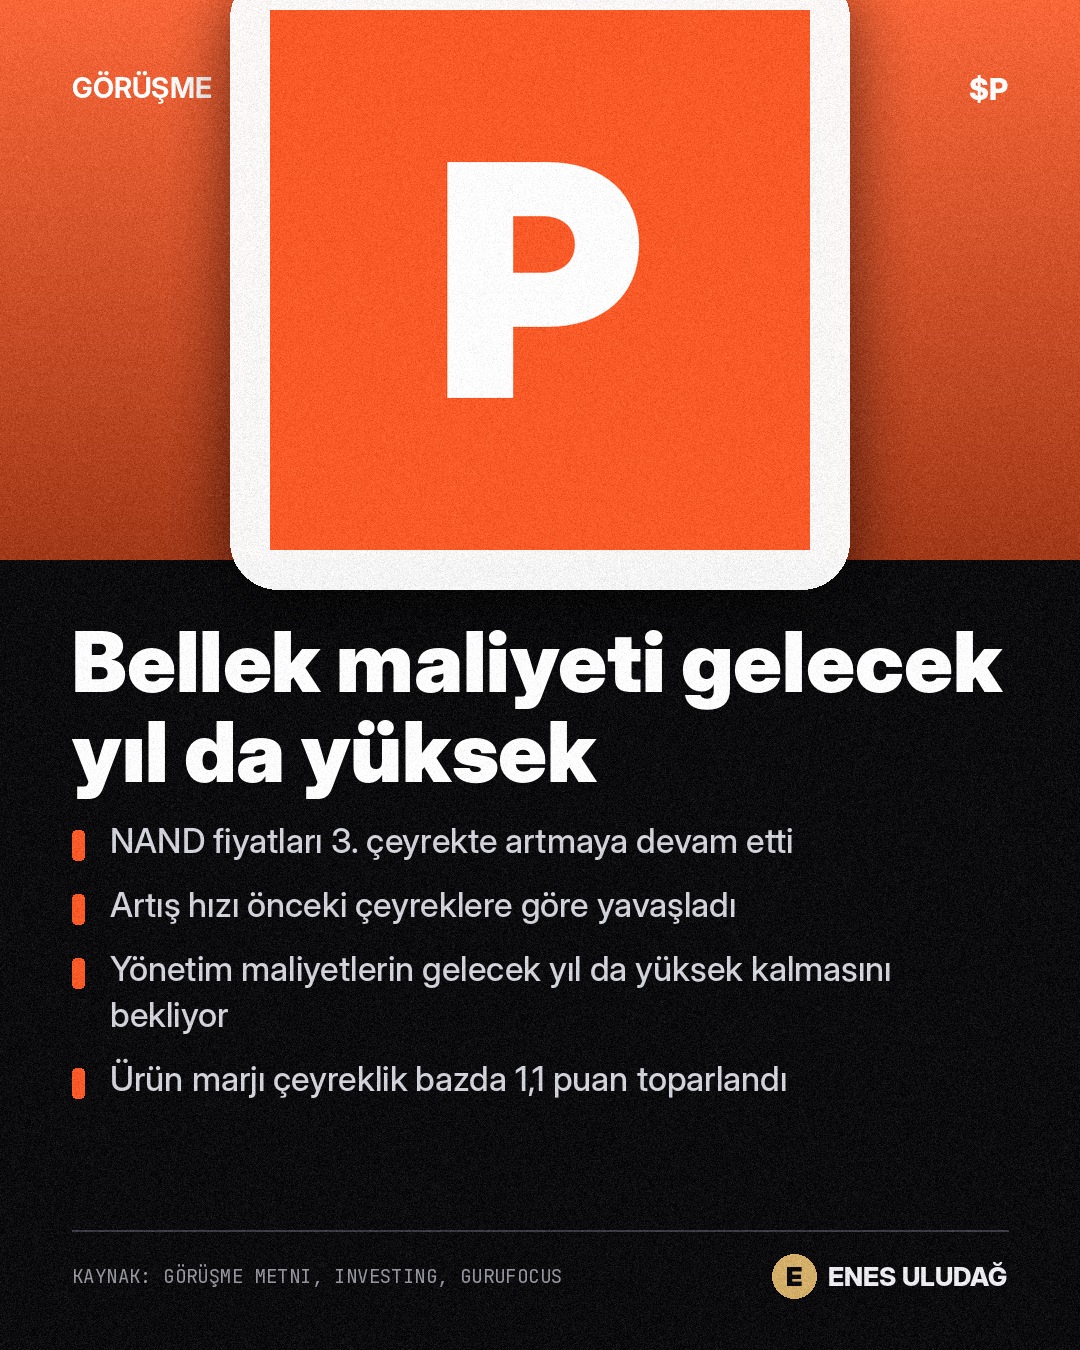 GÖRÜŞME
$P
P
Bellek maliyeti gelecek
yıl da yüksek
NAND fiyatları 3. çeyrekte artmaya devam etti
Artış hızı önceki çeyreklere göre yavaşladı
Yönetim maliyetlerin gelecek yıl da yüksek kalmasını
bekliyor
Ürün marjı çeyreklik bazda 1,1 puan toparlandı
KAYNAK: GÖRÜŞME METNI, INVESTING, GURUFOCUS
E ENES ULUDAĞ